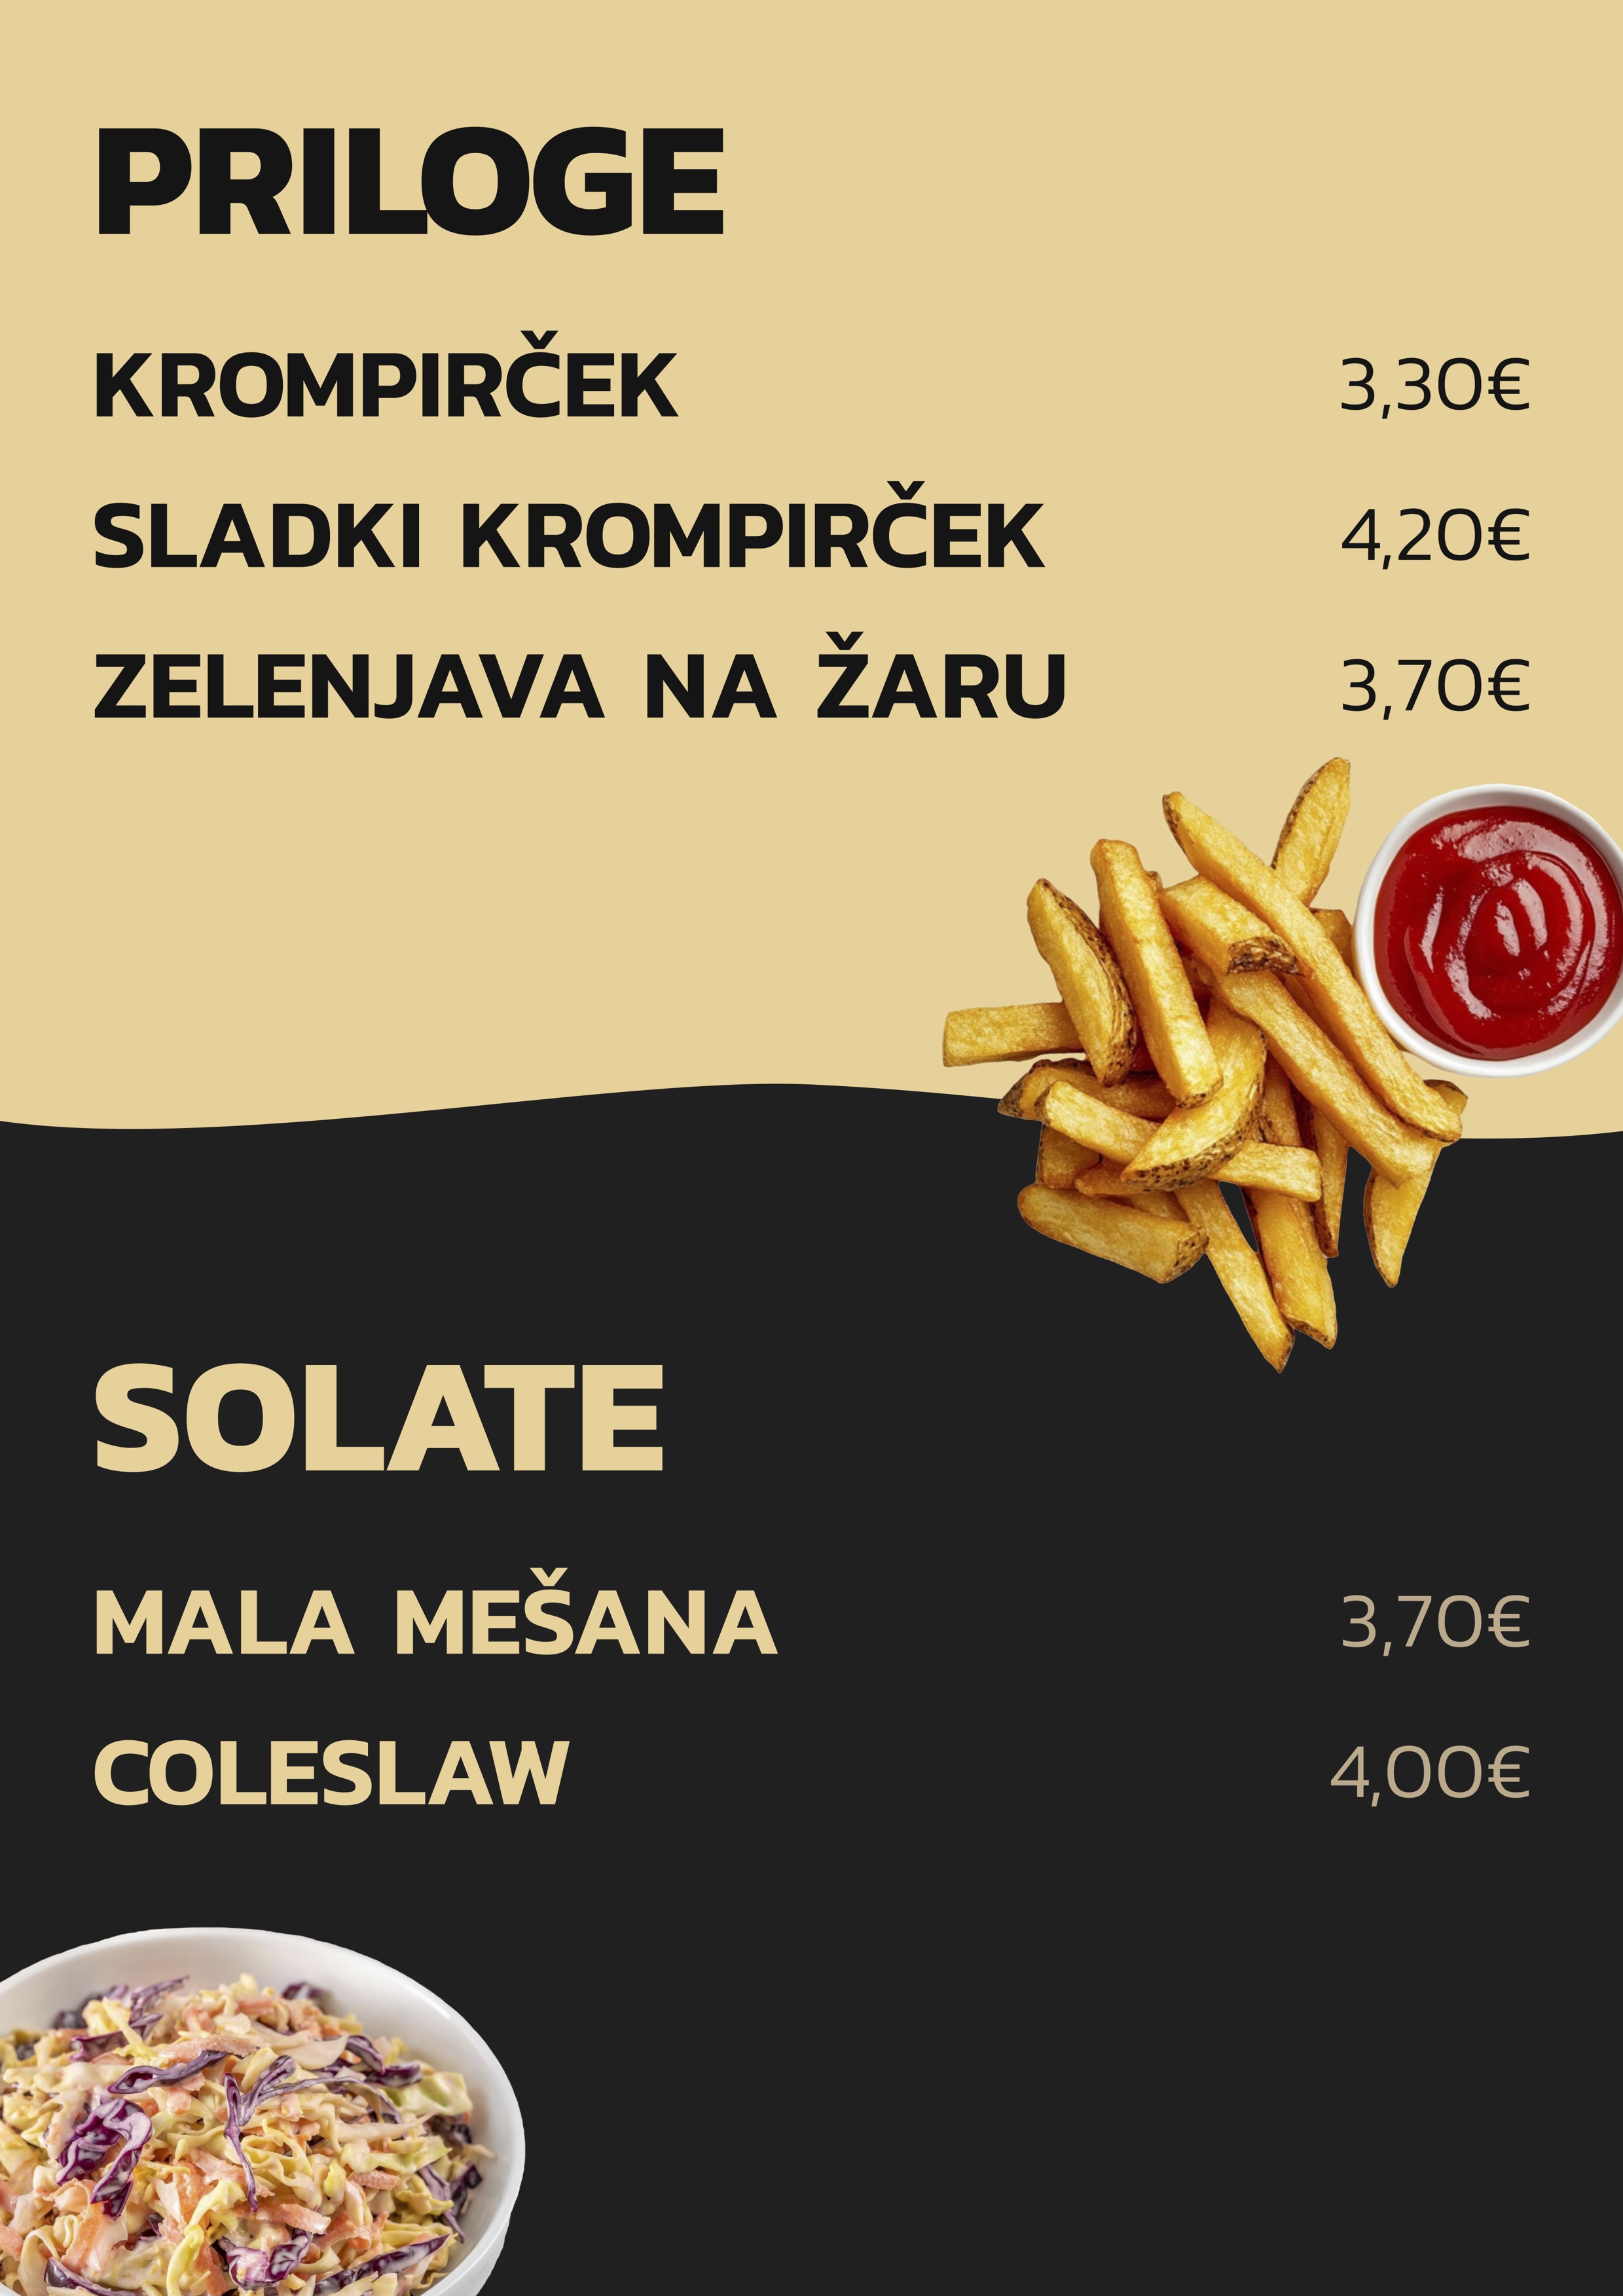 PRILOGE
KROMPIRČEK 3,30€
SLADKI KROMPIRČEK 4,20€
ZELENJAVA NA ŽARU 3,70€
SOLATE
MALA MEŠANA 3,70€
COLESLAW 4,00€